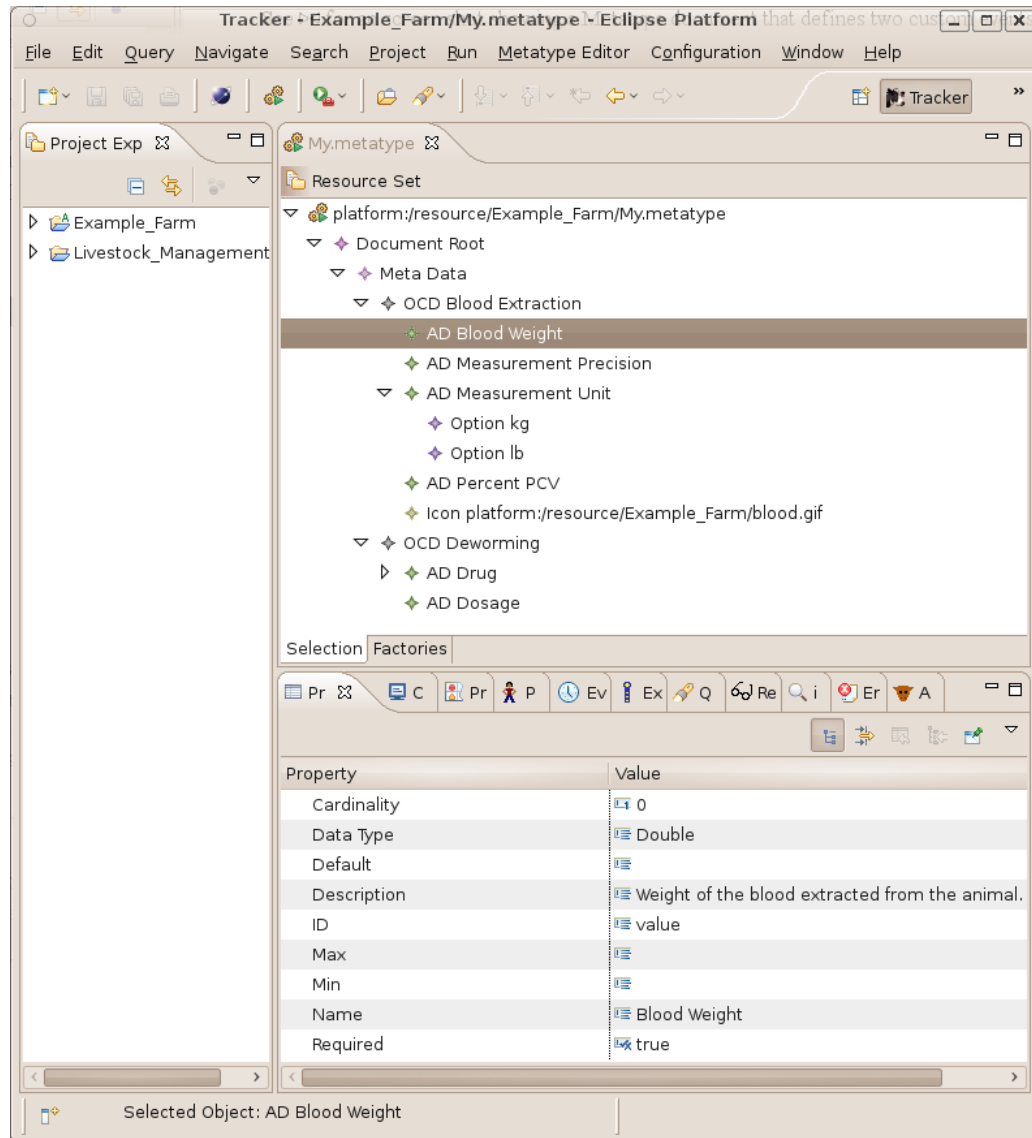 Tracker - Example_Farm/My.metatype - Eclipse Platform
that defines two custom events
File Edit Query Navigate Search Project Run Metatype Editor Configuration Window Help
Tracker »
Project Exp
My.metatype
Resource Set
Example_Farm
Livestock_Management
platform:/resource/Example_Farm/My.metatype
Document Root
Meta Data
OCD Blood Extraction
AD Blood Weight
AD Measurement Precision
AD Measurement Unit
Option kg
Option lb
AD Percent PCV
Icon platform:/resource/Example_Farm/blood.gif
OCD Deworming
AD Drug
AD Dosage
Selection Factories
Pr C Pr P Ev Ex Q Re i Er A
Property Value
Cardinality 0
Data Type Double
Default
Description Weight of the blood extracted from the animal.
ID value
Max
Min
Name Blood Weight
Required true
Selected Object: AD Blood Weight